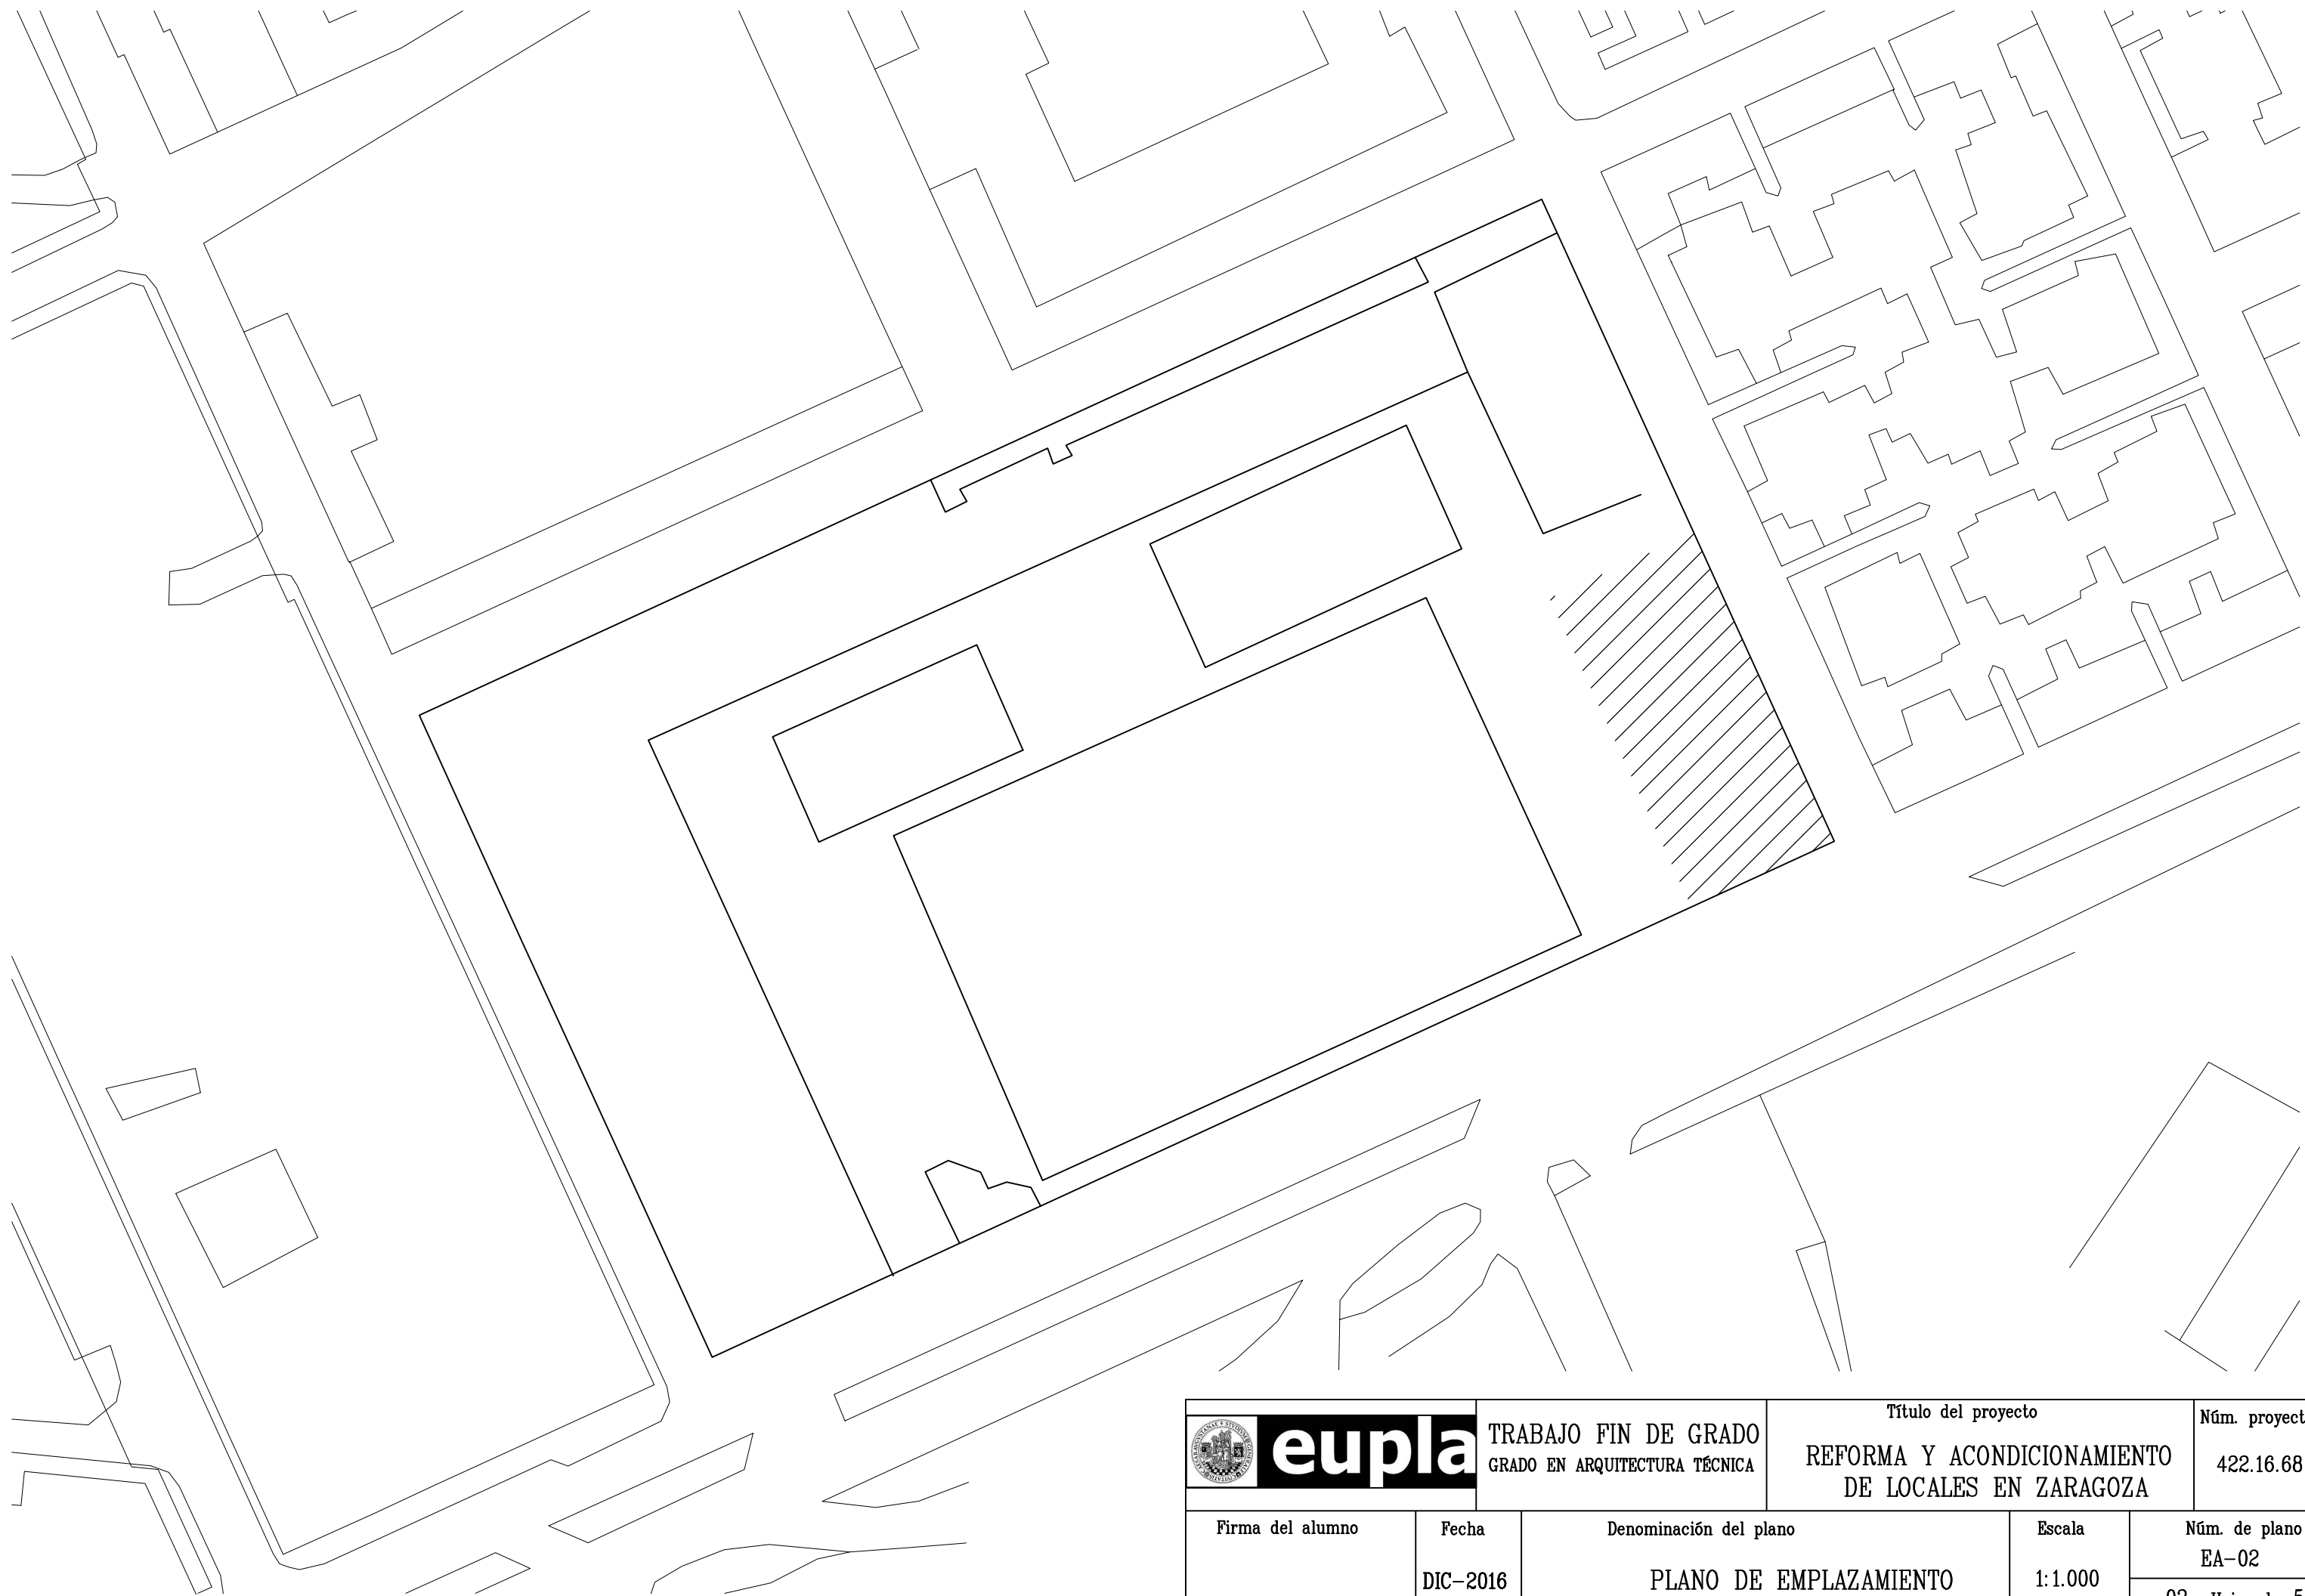 eupla
TRABAJO FIN DE GRADO
GRADO EN ARQUITECTURA TÉCNICA
Título del proyecto
REFORMA Y ACONDICIONAMIENTO
DE LOCALES EN ZARAGOZA
Núm. proyect
422.16.68
Firma del alumno
Fecha
DIC-2016
Denominación del plano
PLANO DE EMPLAZAMIENTO
Escala
1:1.000
Núm. de plano
EA-02